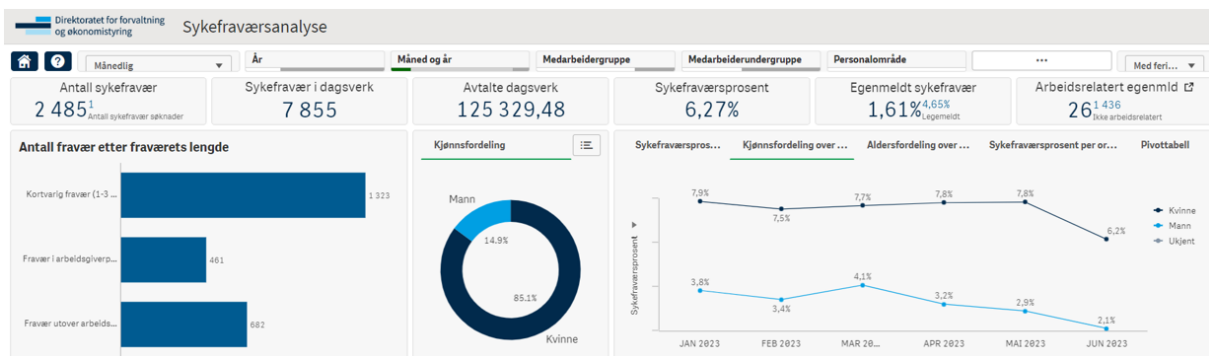 Direktoratet for forvaltning
og økonomistyring
Sykefraværsanalyse
Månedlig
År
Måned og år
Medarbeidergruppe
Medarbeiderundergruppe
Personalområde
...
Med feri...
Antall sykefravær
2 485 1
Antall sykefravær søknader
Sykefravær i dagsverk
7 855
Avtalte dagsverk
125 329,48
Sykefraværsprosent
6,27%
Egenmeldt sykefravær
1,61% 4,65%
Legemeldt
Arbeidsrelatert egenmld
26 1 436
Ikke arbeidsrelatert
Antall fravær etter fraværets lengde
Kortvarig fravær (1-3 ...
1 323
Fravær i arbeidsgiverp...
461
Fravær utover arbeids...
682
Kjønnsfordeling
Mann
14.9%
85.1%
Kvinne
Sykefraværspros...
Kjønnsfordeling over ...
Aldersfordeling over ...
Sykefraværsprosent per or...
Pivottabell
Sykefraværsprosent
7,9%
7,5%
7,7%
7,8%
7,8%
6,2%
3,8%
3,4%
4,1%
3,2%
2,9%
2,1%
JAN 2023
FEB 2023
MAR 20...
APR 2023
MAI 2023
JUN 2023
Kvinne
Mann
Ukjent